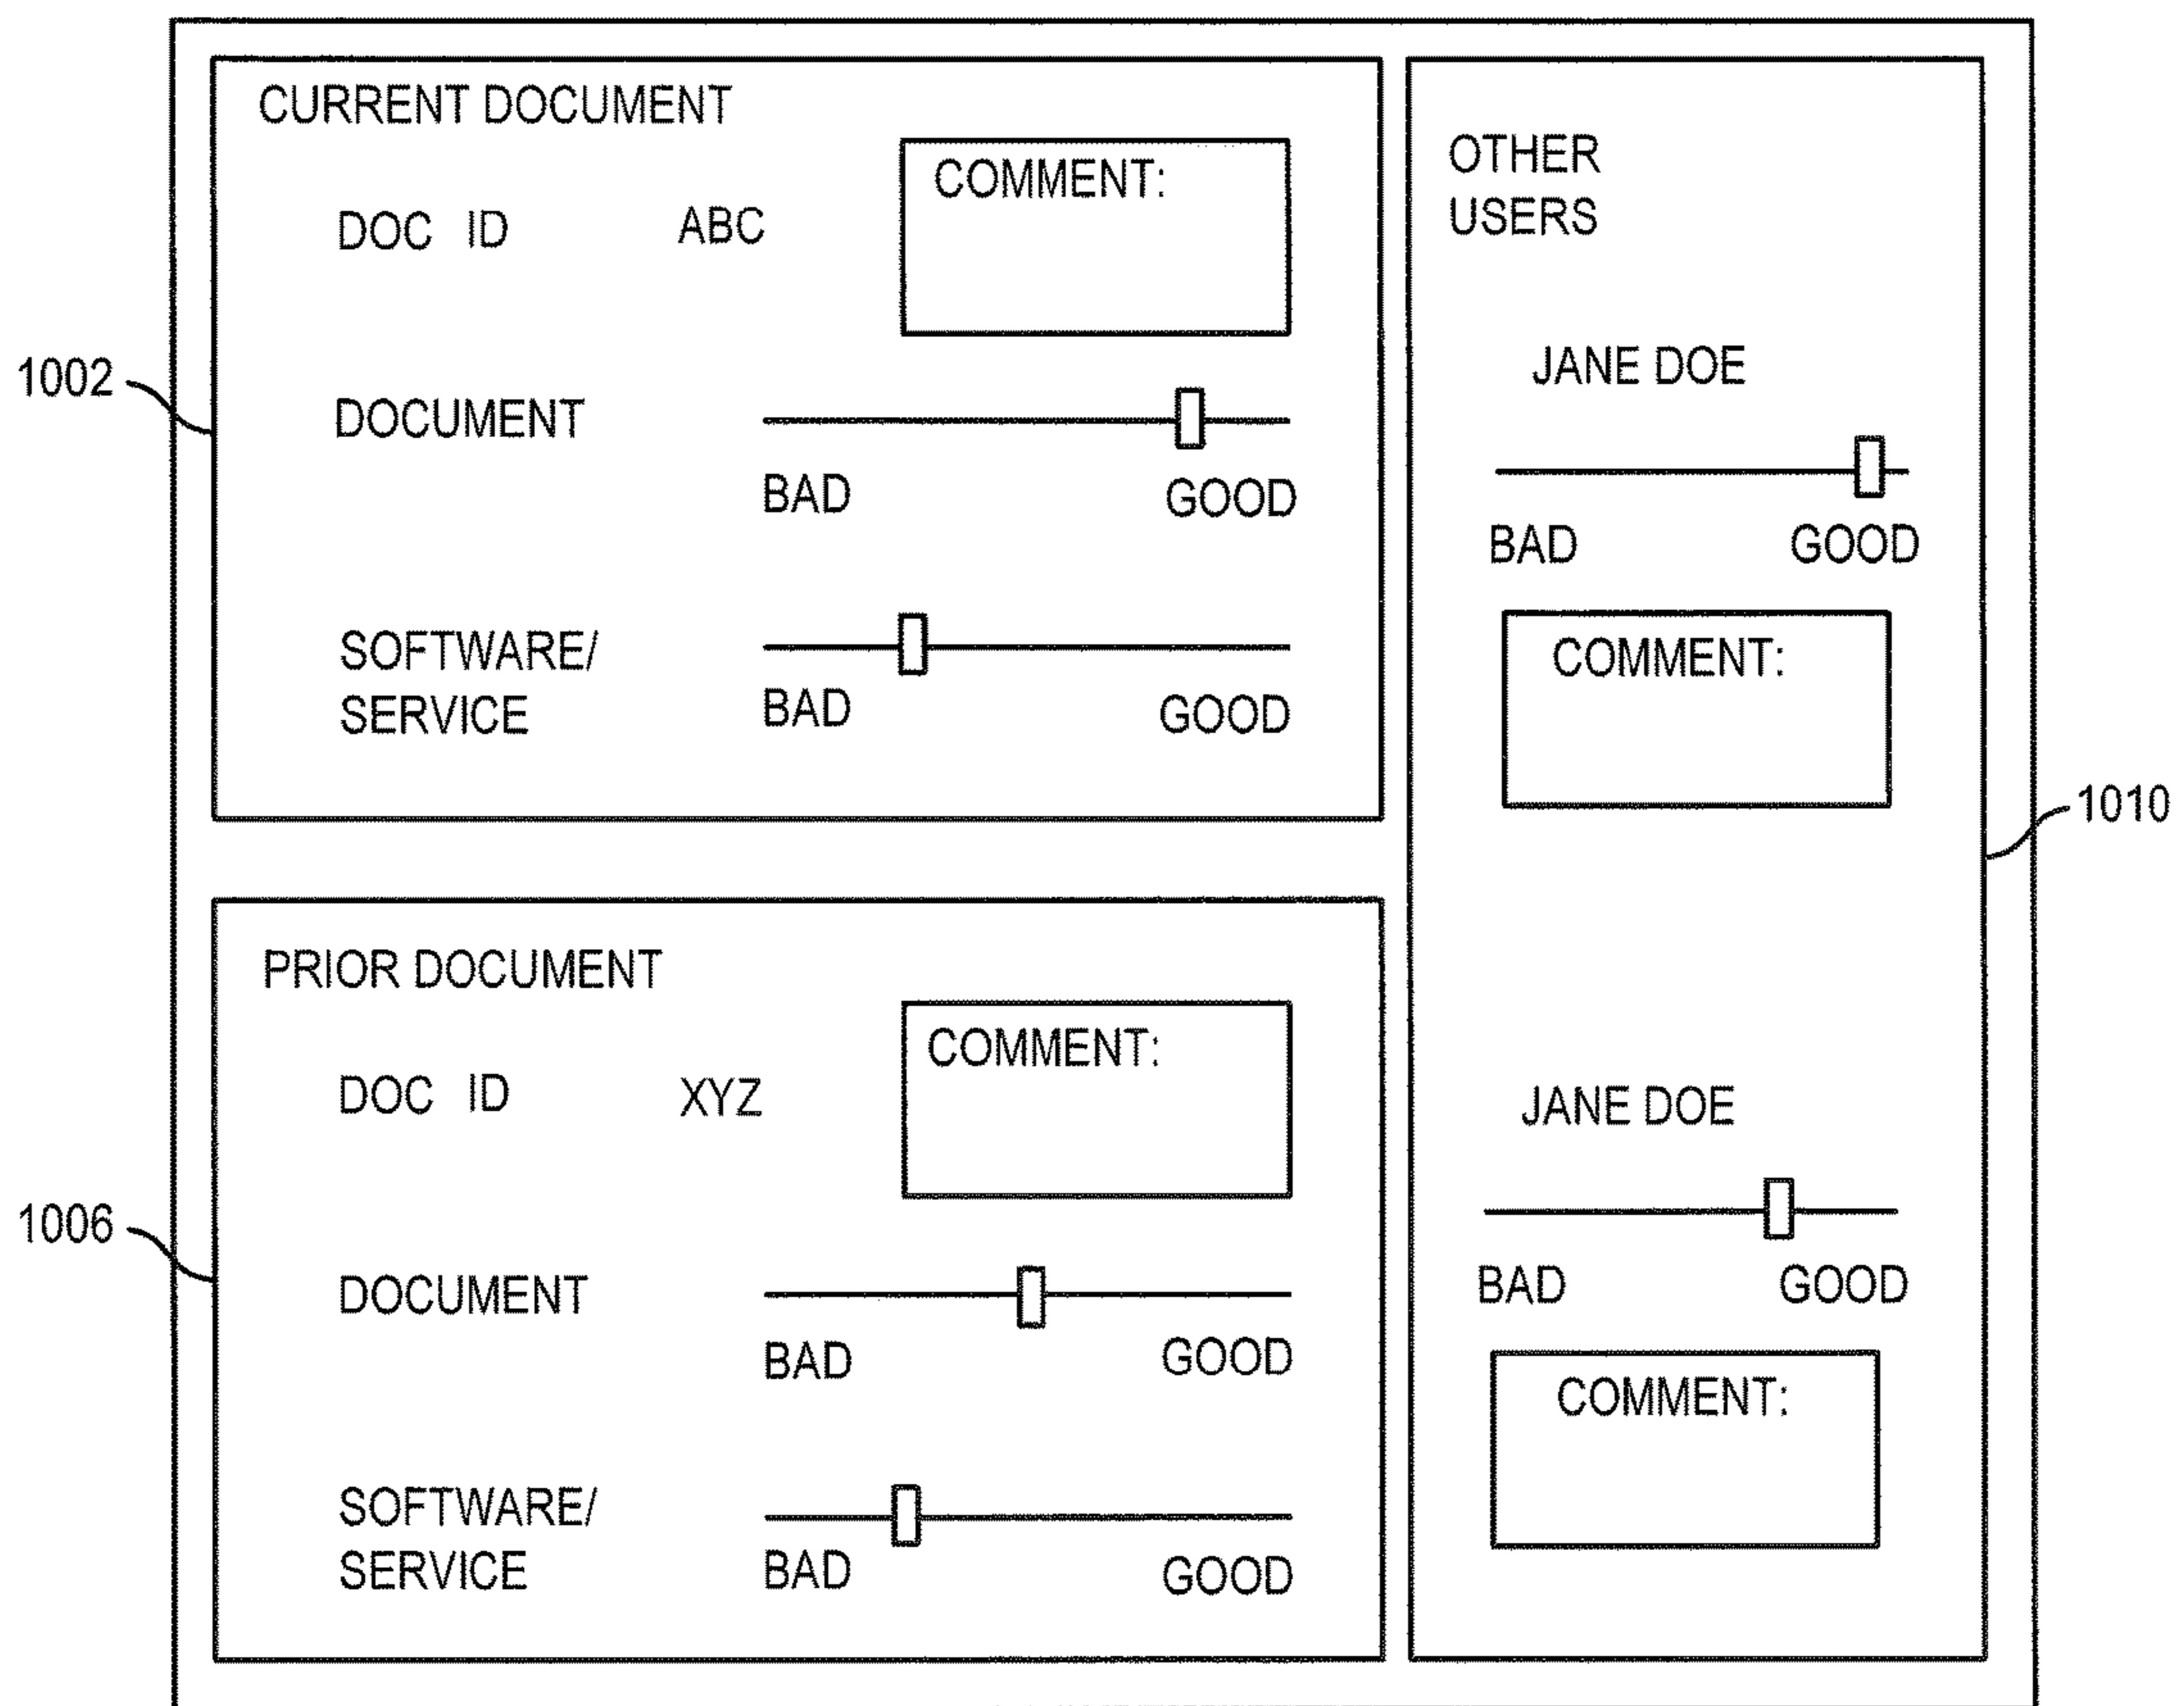 CURRENT DOCUMENT
DOC ID ABC
COMMENT:
1002
DOCUMENT
BAD GOOD
SOFTWARE/
SERVICE
BAD GOOD
PRIOR DOCUMENT
DOC ID XYZ
COMMENT:
1006
DOCUMENT
BAD GOOD
SOFTWARE/
SERVICE
BAD GOOD
OTHER
USERS
JANE DOE
BAD GOOD
COMMENT:
1010
JANE DOE
BAD GOOD
COMMENT: